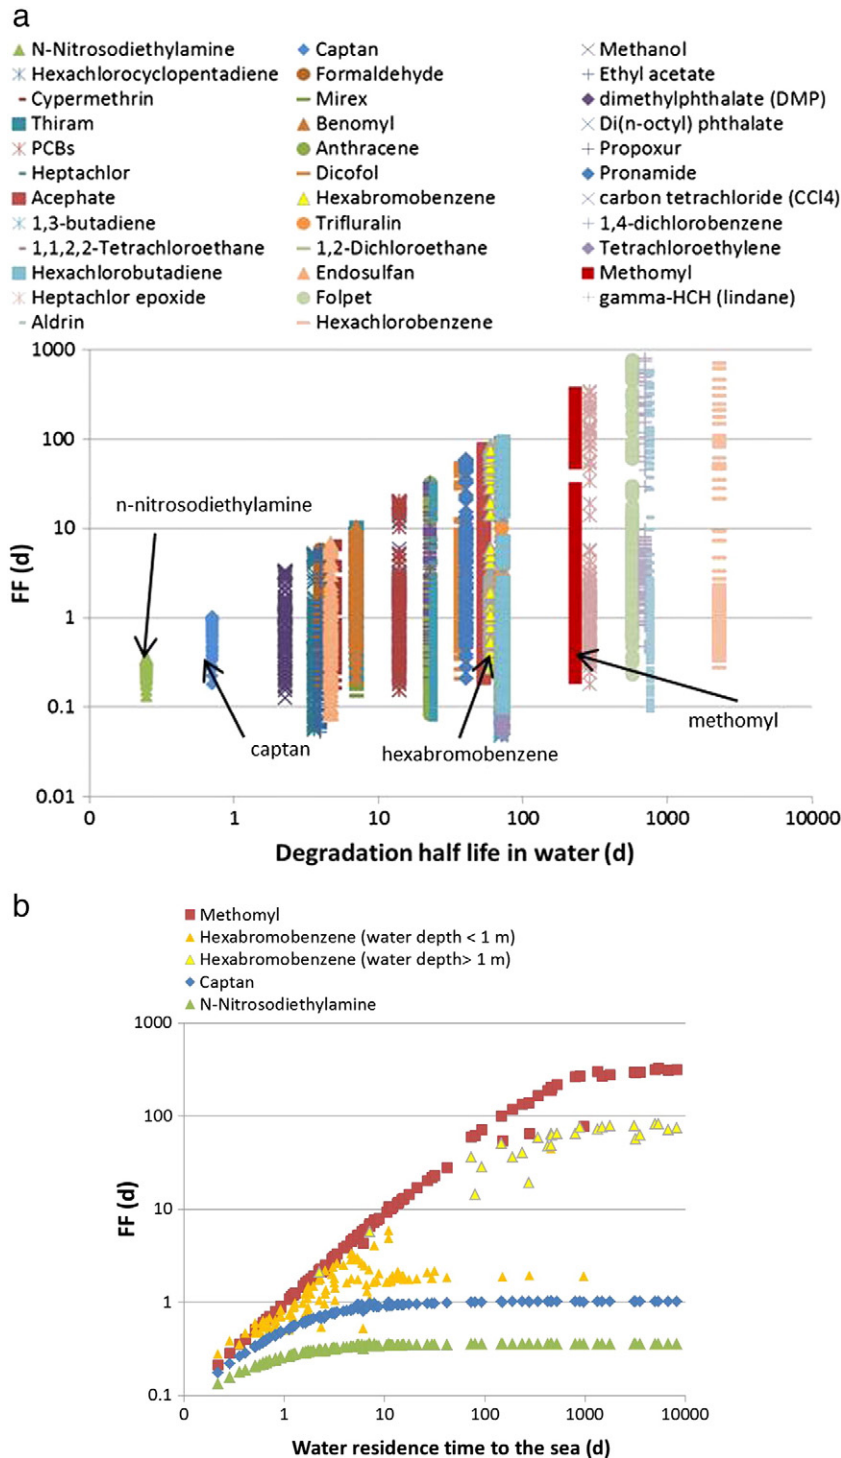 a
N-Nitrosodiethylamine Captan Methanol
Hexachlorocyclopentadiene Formaldehyde Ethyl acetate
Cypermethrin Mirex dimethylphthalate (DMP)
Thiram Benomyl Di(n-octyl) phthalate
PCBs Anthracene Propoxur
Heptachlor Dicofol Pronamide
Acephate Hexabromobenzene carbon tetrachloride (CCl4)
1,3-butadiene Trifluralin 1,4-dichlorobenzene
1,1,2,2-Tetrachloroethane 1,2-Dichloroethane Tetrachloroethylene
Hexachlorobutadiene Endosulfan Methomyl
Heptachlor epoxide Folpet gamma-HCH (lindane)
Aldrin Hexachlorobenzene
1000
100
n-nitrosodiethylamine
10
FF (d)
1
0.1
methomyl
captan
hexabromobenzene
0.01
0 1 10 100 1000 10000
Degradation half life in water (d)
b
Methomyl
Hexabromobenzene (water depth < 1 m)
Hexabromobenzene (water depth> 1 m)
Captan
N-Nitrosodiethylamine
1000
100
FF (d)
10
1
0.1
0 1 10 100 1000 10000
Water residence time to the sea (d)